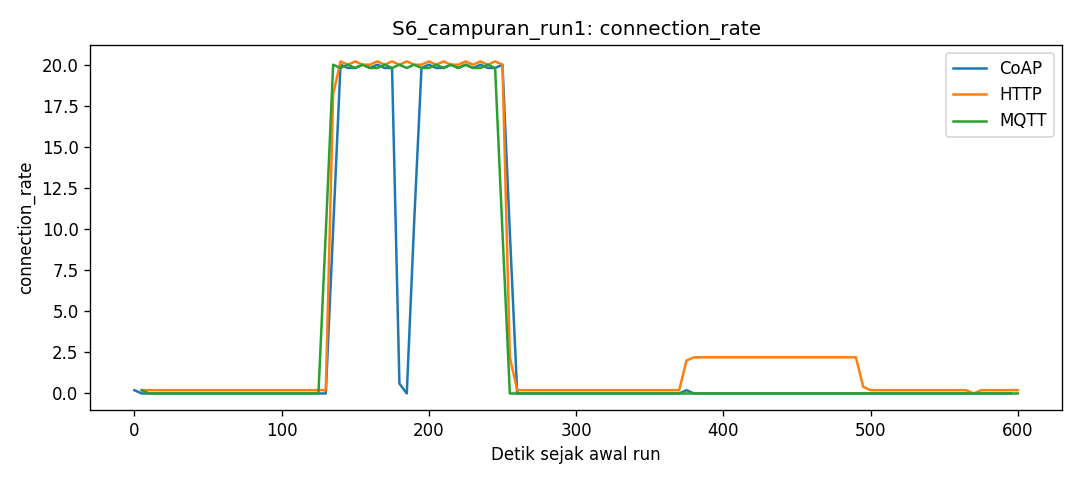 S6_campuran_run1: connection_rate
CoAP
HTTP
MQTT
connection_rate
20.0
17.5
15.0
12.5
10.0
7.5
5.0
2.5
0.0
0 100 200 300 400 500 600
Detik sejak awal run